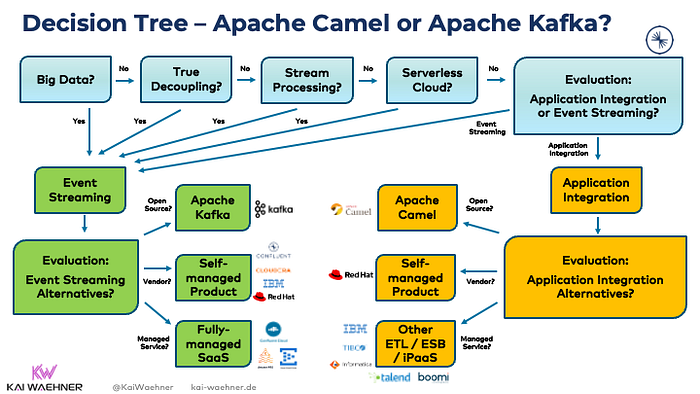 Decision Tree – Apache Camel or Apache Kafka?
Big Data?
No
True
Decoupling?
No
Stream
Processing?
No
Serverless
Cloud?
No
Evaluation:
Application Integration
or Event Streaming?
Yes
Yes
Yes
Yes
Event
Streaming
Application
Integration
Event
Streaming
Application
Integration
Open
Source?
Apache
Kafka
kafka
Camel
Apache
Camel
Open
Source?
Evaluation:
Event Streaming
Alternatives?
Vendor?
Self-
managed
Product
CONFLUENT
CLOUDERA
IBM
Red Hat
Red Hat
Self-
managed
Product
Vendor?
Evaluation:
Application Integration
Alternatives?
Managed
Service?
Fully-
managed
SaaS
Confluent Cloud
IBM
TIBCO
Informatica
talend
boomi
Other
ETL / ESB
/ iPaaS
Managed
Service?
KW
KAI WAEHNER
@KaiWaehner
kai-waehner.de